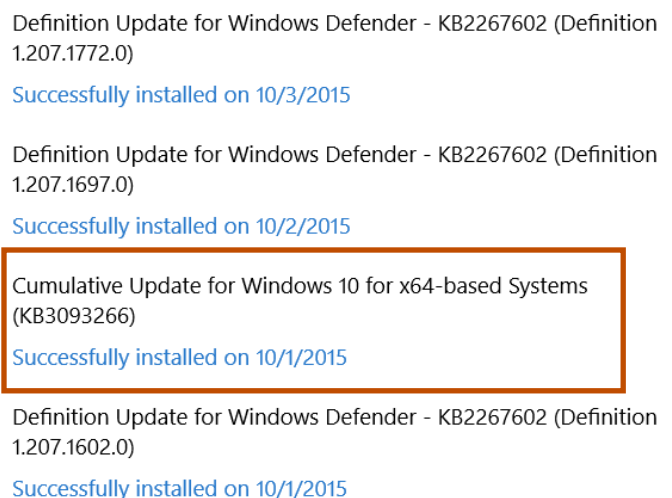 Definition Update for Windows Defender - KB2267602 (Definition
1.207.1772.0)
Successfully installed on 10/3/2015
Definition Update for Windows Defender - KB2267602 (Definition
1.207.1697.0)
Successfully installed on 10/2/2015
Cumulative Update for Windows 10 for x64-based Systems
(KB3093266)
Successfully installed on 10/1/2015
Definition Update for Windows Defender - KB2267602 (Definition
1.207.1602.0)
Successfully installed on 10/1/2015